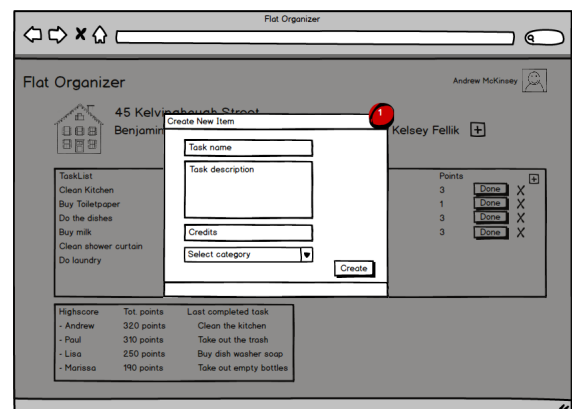 Flat Organizer
Flat Organizer
Andrew McKinsey
45 Kelvinghaugh Street
Benjamin
Kelsey Fellik
1
Create New Item
Task name
Task description
Credits
Select category
Create
TaskList
Points
Clean Kitchen
3 Done X
Buy Toiletpaper
1 Done X
Do the dishes
3 Done X
Buy milk
3 Done X
Clean shower curtain
Do laundry
Highscore Tot. points Last completed task
- Andrew 320 points Clean the kitchen
- Paul 310 points Take out the trash
- Lisa 250 points Buy dish washer soap
- Marissa 190 points Take out empty bottles